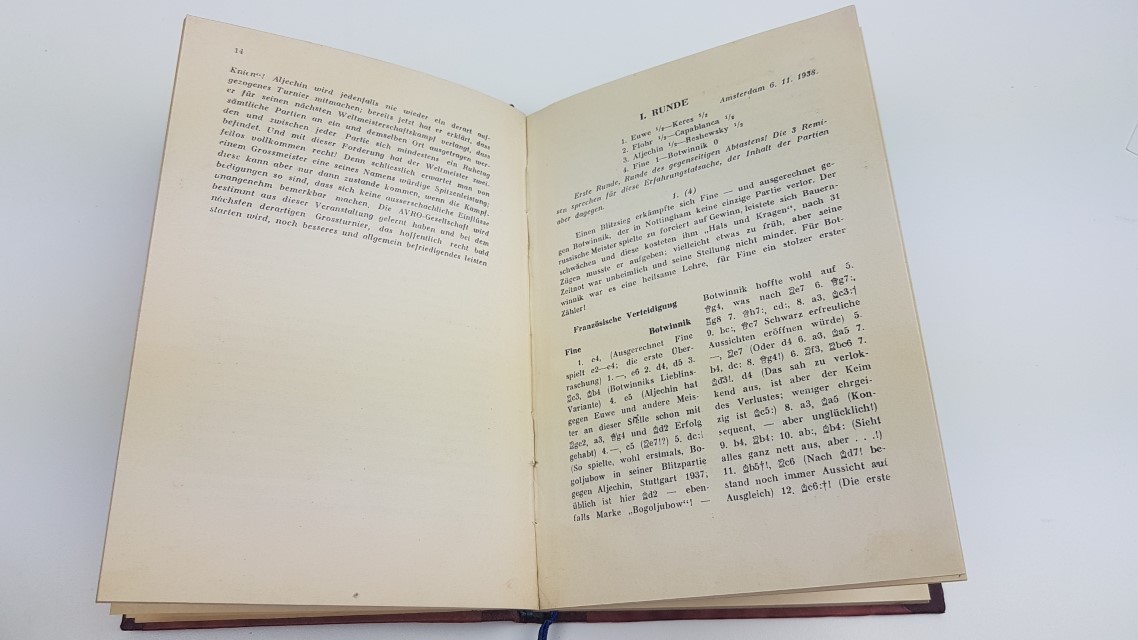 14
Knien“! Aljechin wird jedenfalls nie wieder ein derart auf-
gezogenes Turnier mitmachen; bereits jetzt hat er erklärt, dass
er für seinen nächsten Weltmeisterschaftskampf verlangt, dass
sämtliche Partien an ein und demselben Ort ausgetragen wer-
den und zwischen jeder Partie sich mindestens ein Ruhetag
befindet. Und mit dieser Forderung hat der Weltmeister zwei-
fellos vollkommen recht! Denn schliesslich erwartet man von
einem Grossmeister eine seines Namens würdige Spitzenleistung;
diese kann aber nur dann zustande kommen, wenn die Kampf-
bedigungen so sind, dass sich keine ausserschachliche Einflüsse
unangenehm bemerkbar machen. Die AVRO-Gesellschaft wird
bestimmt aus dieser Veranstaltung gelernt haben und bei dem
nächsten derartigen Grossturnier, das hoffentlich recht bald
starten wird, noch besseres und allgemein befriedigendes leisten
I. RUNDE
Amsterdam 6. 11. 1938.
1. Euwe ½—Keres ½
2. Flohr ½—Capablanca ½
3. Aljechin ½—Reshewsky ½
4. Fine 1—Botwinnik 0
Erste Runde, Runde des gegenseitigen Abtastens! Die 3 Remi-
sen sprechen für diese Erfahrungstatsache, der Inhalt der Partien
aber dagegen.
1. (4)
Einen Blitzsieg erkämpfte sich Fine — und ausgerechnet ge-
gen Botwinnik, der in Nottingham keine einzige Partie verlor. Der
russische Meister spielte zu forciert auf Gewinn, leistete sich Bauern-
schwächen und diese kosteten ihm „Hals und Kragen“, nach 31
Zügen musste er aufgeben; vielleicht etwas zu früh, aber seine
Zeitnot war unheimlich und seine Stellung nicht minder. Für Bot-
winnik war es eine heilsame Lehre, für Fine ein stolzer erster
Zähler!
Französische Verteidigung
Fine Botwinnik
1. e4, (Ausgerechnet Fine
spielt e2—e4; die erste Über-
raschung) 1.—, e6 2. d4, d5 3.
♘c3, ♗b4 (Botwinniks Lieblins-
Variante) 4. e5 (Aljechin hat
gegen Euwe und andere Meis-
ter an dieser Stelle schon mit
♘ge2, a3, ♕g4 und ♗d2 Erfolg
gehabt) 4.—, c5 (♘e7!?) 5. dc:!
(So spielte, wohl erstmals, Bo-
goljubow in seiner Blitzpartie
gegen Aljechin, Stuttgart 1937;
üblich ist hier ♗d2 — eben-
falls Marke „Bogoljubow“! —
Botwinnik hoffte wohl auf 5.
♕g4, was nach ♘e7 6. ♕g7:,
♖g8 7. ♕h7:, cd:, 8. a3, ♗c3:†
9. bc:, ♕c7 Schwarz erfreuliche
Aussichten eröffnen würde) 5.
—, ♘e7 (Oder d4 6. a3, ♗a5 7.
b4, dc: 8. ♕g4!) 6. ♘f3, ♘bc6 7.
♗d3!, d4 (Das sah zu verlok-
kend aus, ist aber der Keim
des Verlustes; weniger ehrgei-
zig ist ♗c5:) 8. a3, ♗a5 (Kon-
sequent, — aber unglücklich!)
9. b4, ♘b4: 10. ab:, ♗b4: (Sieht
alles ganz nett aus, aber . . .!)
11. ♗b5†!, ♘c6 (Nach ♗d7! be-
stand noch immer Aussicht auf
Ausgleich) 12, ♗c6:†! (Die erste